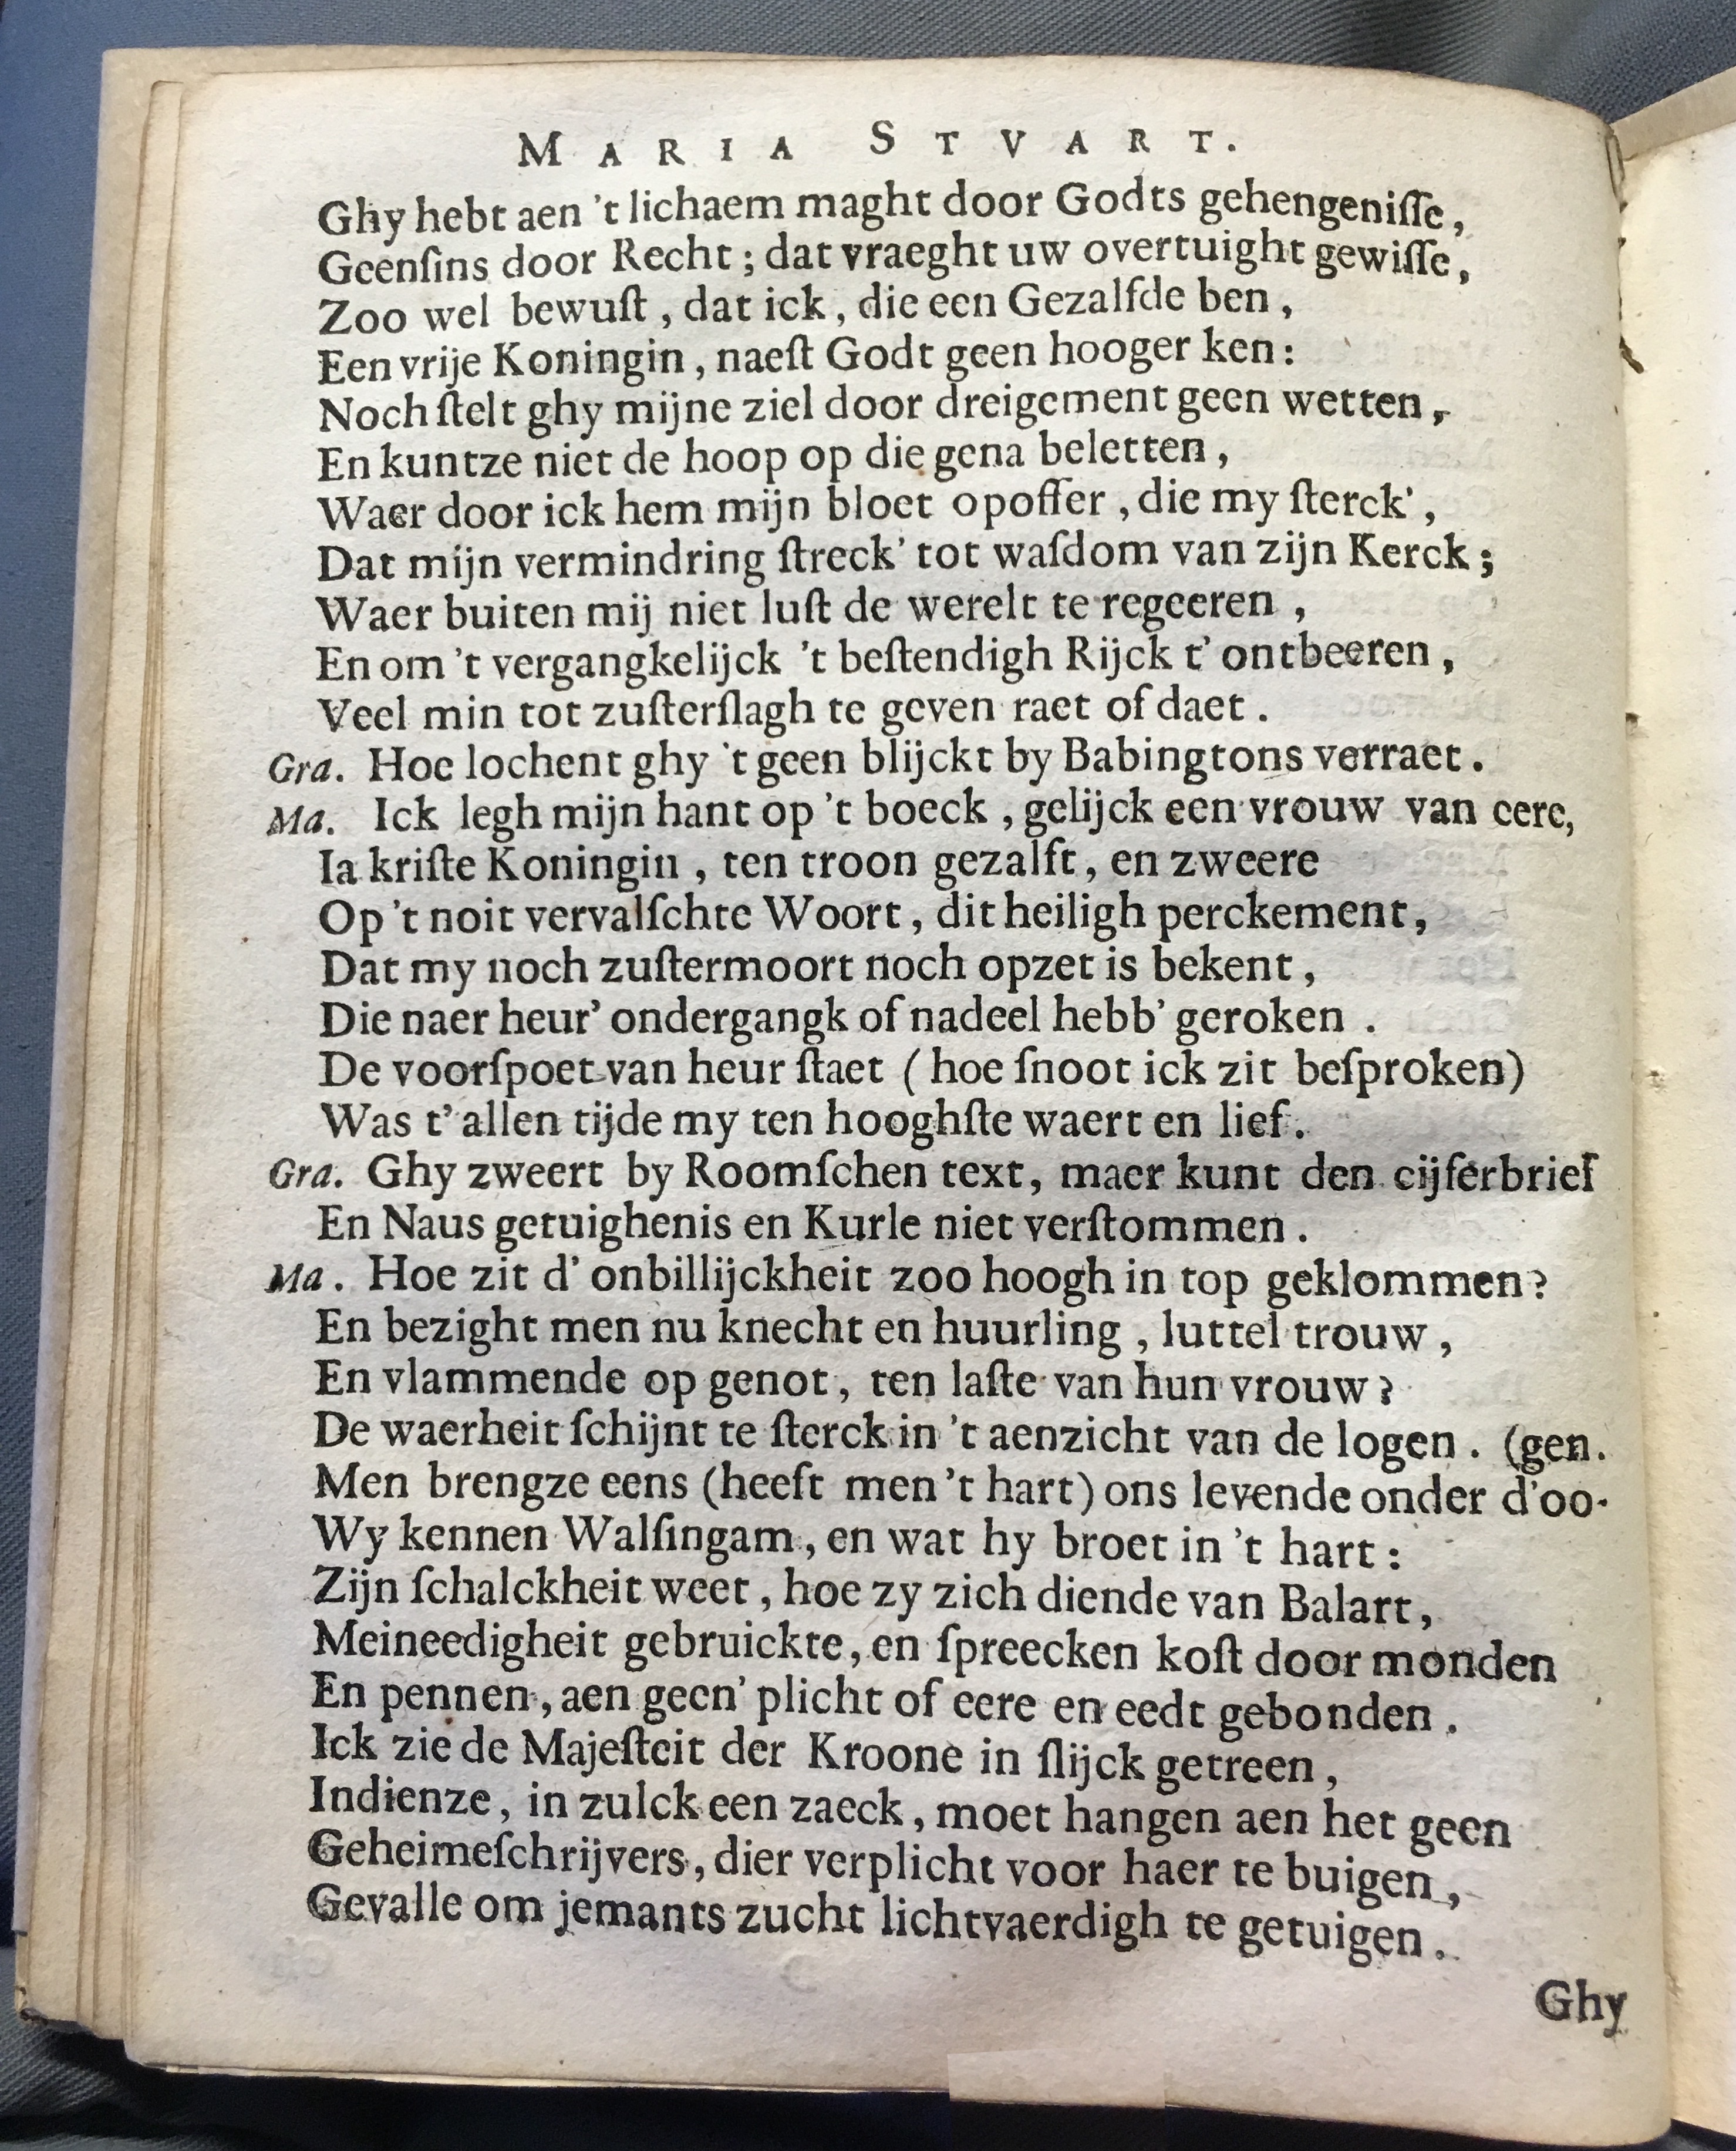 MARIA STVART.
Ghy hebt aen 't lichaem maght door Godts gehengeniſſe,
Geenſins door Recht; dat vraeght uw overtuight gewiſſe,
Zoo wel bewuſt, dat ick, die een Gezalfde ben,
Een vrije Koningin, naeſt Godt geen hooger ken:
Noch ſtelt ghy mijne ziel door dreigement geen wetten,
En kuntze niet de hoop op die gena beletten,
Waer door ick hem mijn bloet opoffer, die my ſterck',
Dat mijn vermindring ſtreck' tot waſdom van zijn Kerck;
Waer buiten mij niet luſt de werelt te regeeren,
En om 't vergangkelijck 't beſtendigh Rijck t' ontbeeren,
Veel min tot zuſterſlagh te geven raet of daet.
Gra. Hoe lochent ghy 't geen blijckt by Babingtons verraet.
Ma. Ick legh mijn hant op 't boeck, gelijck een vrouw van eere,
Ia kriſte Koningin, ten troon gezalft, en zweere
Op 't noit vervalſchte Woort, dit heiligh perckement,
Dat my noch zuſtermoort noch opzet is bekent,
Die naer heur' ondergangk of nadeel hebb' geroken.
De voorſpoet van heur ſtaet (hoe ſnoot ick zit beſproken)
Was t' allen tijde my ten hooghſte waert en lief.
Gra. Ghy zweert by Roomſchen text, maer kunt den cijferbrief
En Naus getuighenis en Kurle niet verſtommen.
Ma. Hoe zit d' onbillijckheit zoo hoogh in top geklommen?
En bezight men nu knecht en huurling, luttel trouw,
En vlammende op genot, ten laſte van hun vrouw?
De waerheit ſchijnt te ſterck in 't aenzicht van de logen. (gen.
Men brengze eens (heeft men 't hart) ons levende onder d'oo-
Wy kennen Walſingam, en wat hy broet in 't hart:
Zijn ſchalckheit weet, hoe zy zich diende van Balart,
Meineedigheit gebruickte, en ſpreecken koſt door monden
En pennen, aen geen' plicht of eere en eedt gebonden.
Ick zie de Majeſteit der Kroone in ſlijck getreen,
Indienze, in zulck een zaeck, moet hangen aen het geen
Geheimeſchrijvers, dier verplicht voor haer te buigen,
Gevalle om jemants zucht lichtvaerdigh te getuigen.
Ghy